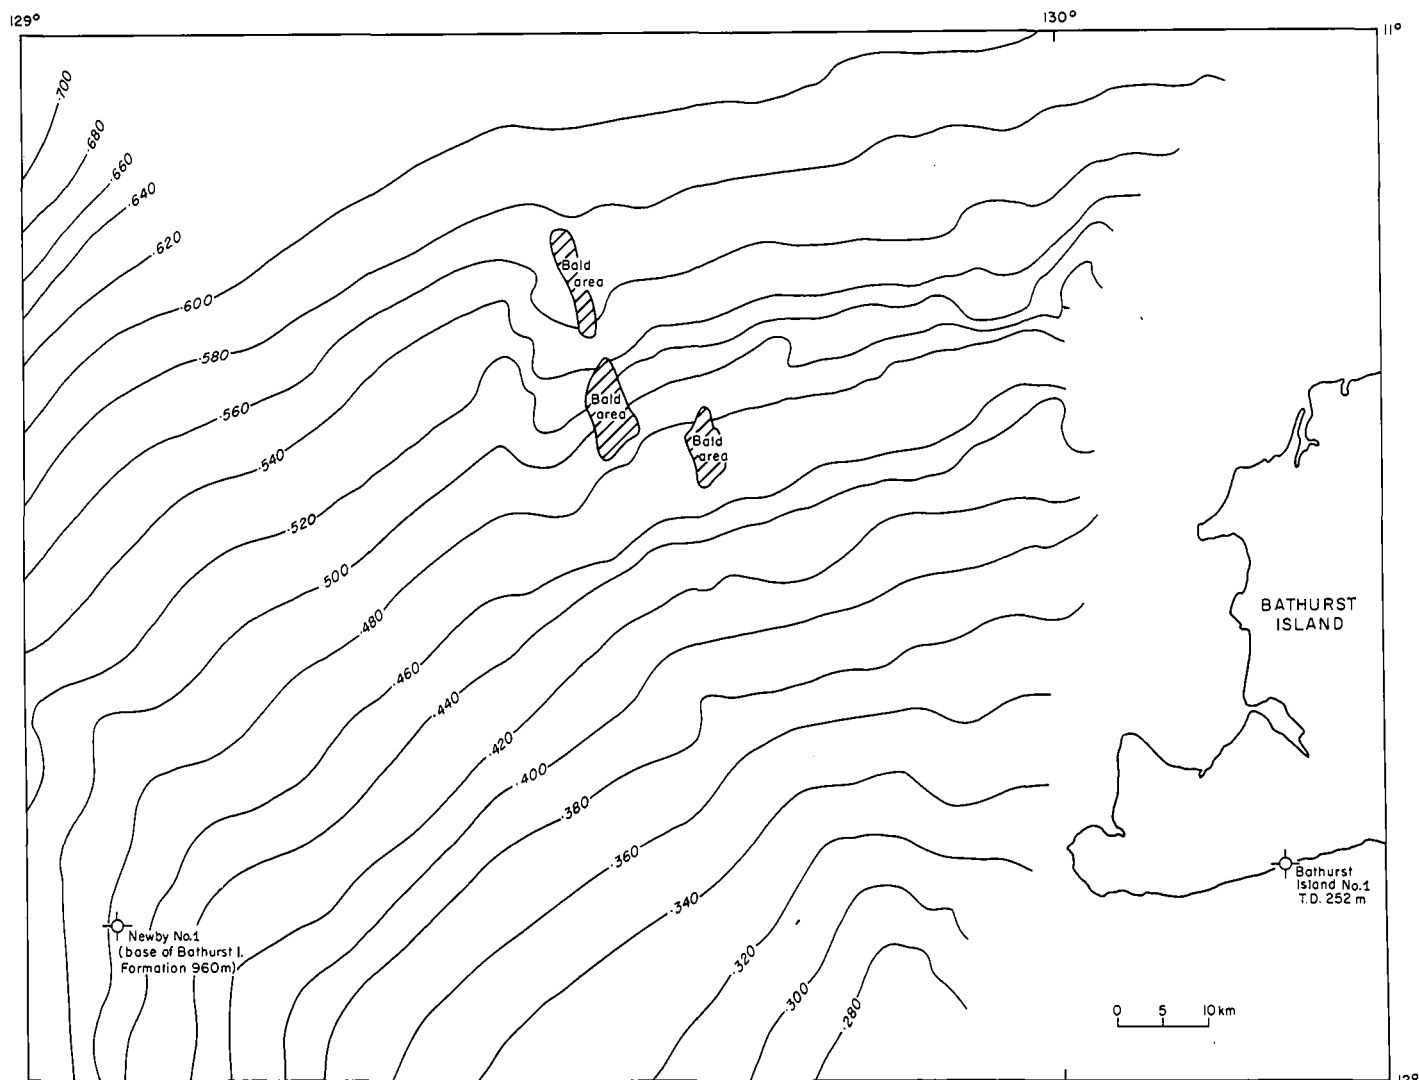 129°
130°
11°
.700
.680
.660
.640
.620
.600
.580
.560
.540
.520
.500
.480
.460
.440
.420
.400
.380
.360
.340
.320
.300
.280
Bald
area
Bald
area
Bald
area
BATHURST
ISLAND
Bathurst
Island No.1
T.D. 252 m
Newby No.1
(base of Bathurst I.
Formation 960m)
0 5 10 km